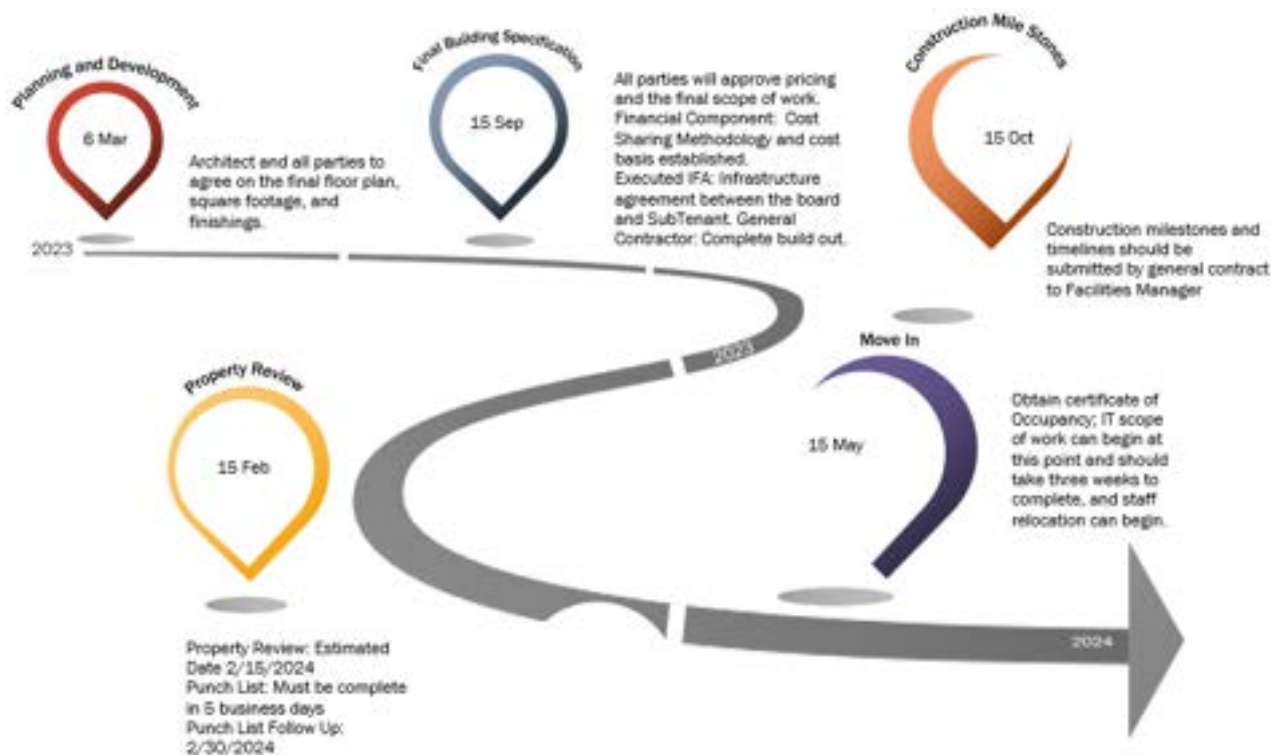 Planning and Development
6 Mar
Architect and all parties to
agree on the final floor plan,
square footage, and
finishings.
Final Building Specification
15 Sep
All parties will approve pricing
and the final scope of work.
Financial Component: Cost
Sharing Methodology and cost
basis established.
Executed IFA: Infrastructure
agreement between the board
and SubTenant. General
Contractor: Complete build out.
Construction Mile Stones
15 Oct
Construction milestones and
timelines should be
submitted by general contract
to Facilities Manager
2023
2023
Property Review
15 Feb
Property Review: Estimated
Date 2/15/2024
Punch List: Must be complete
in 5 business days
Punch List Follow Up:
2/30/2024
Move In
15 May
Obtain certificate of
Occupancy; IT scope
of work can begin at
this point and should
take three weeks to
complete, and staff
relocation can begin.
2024